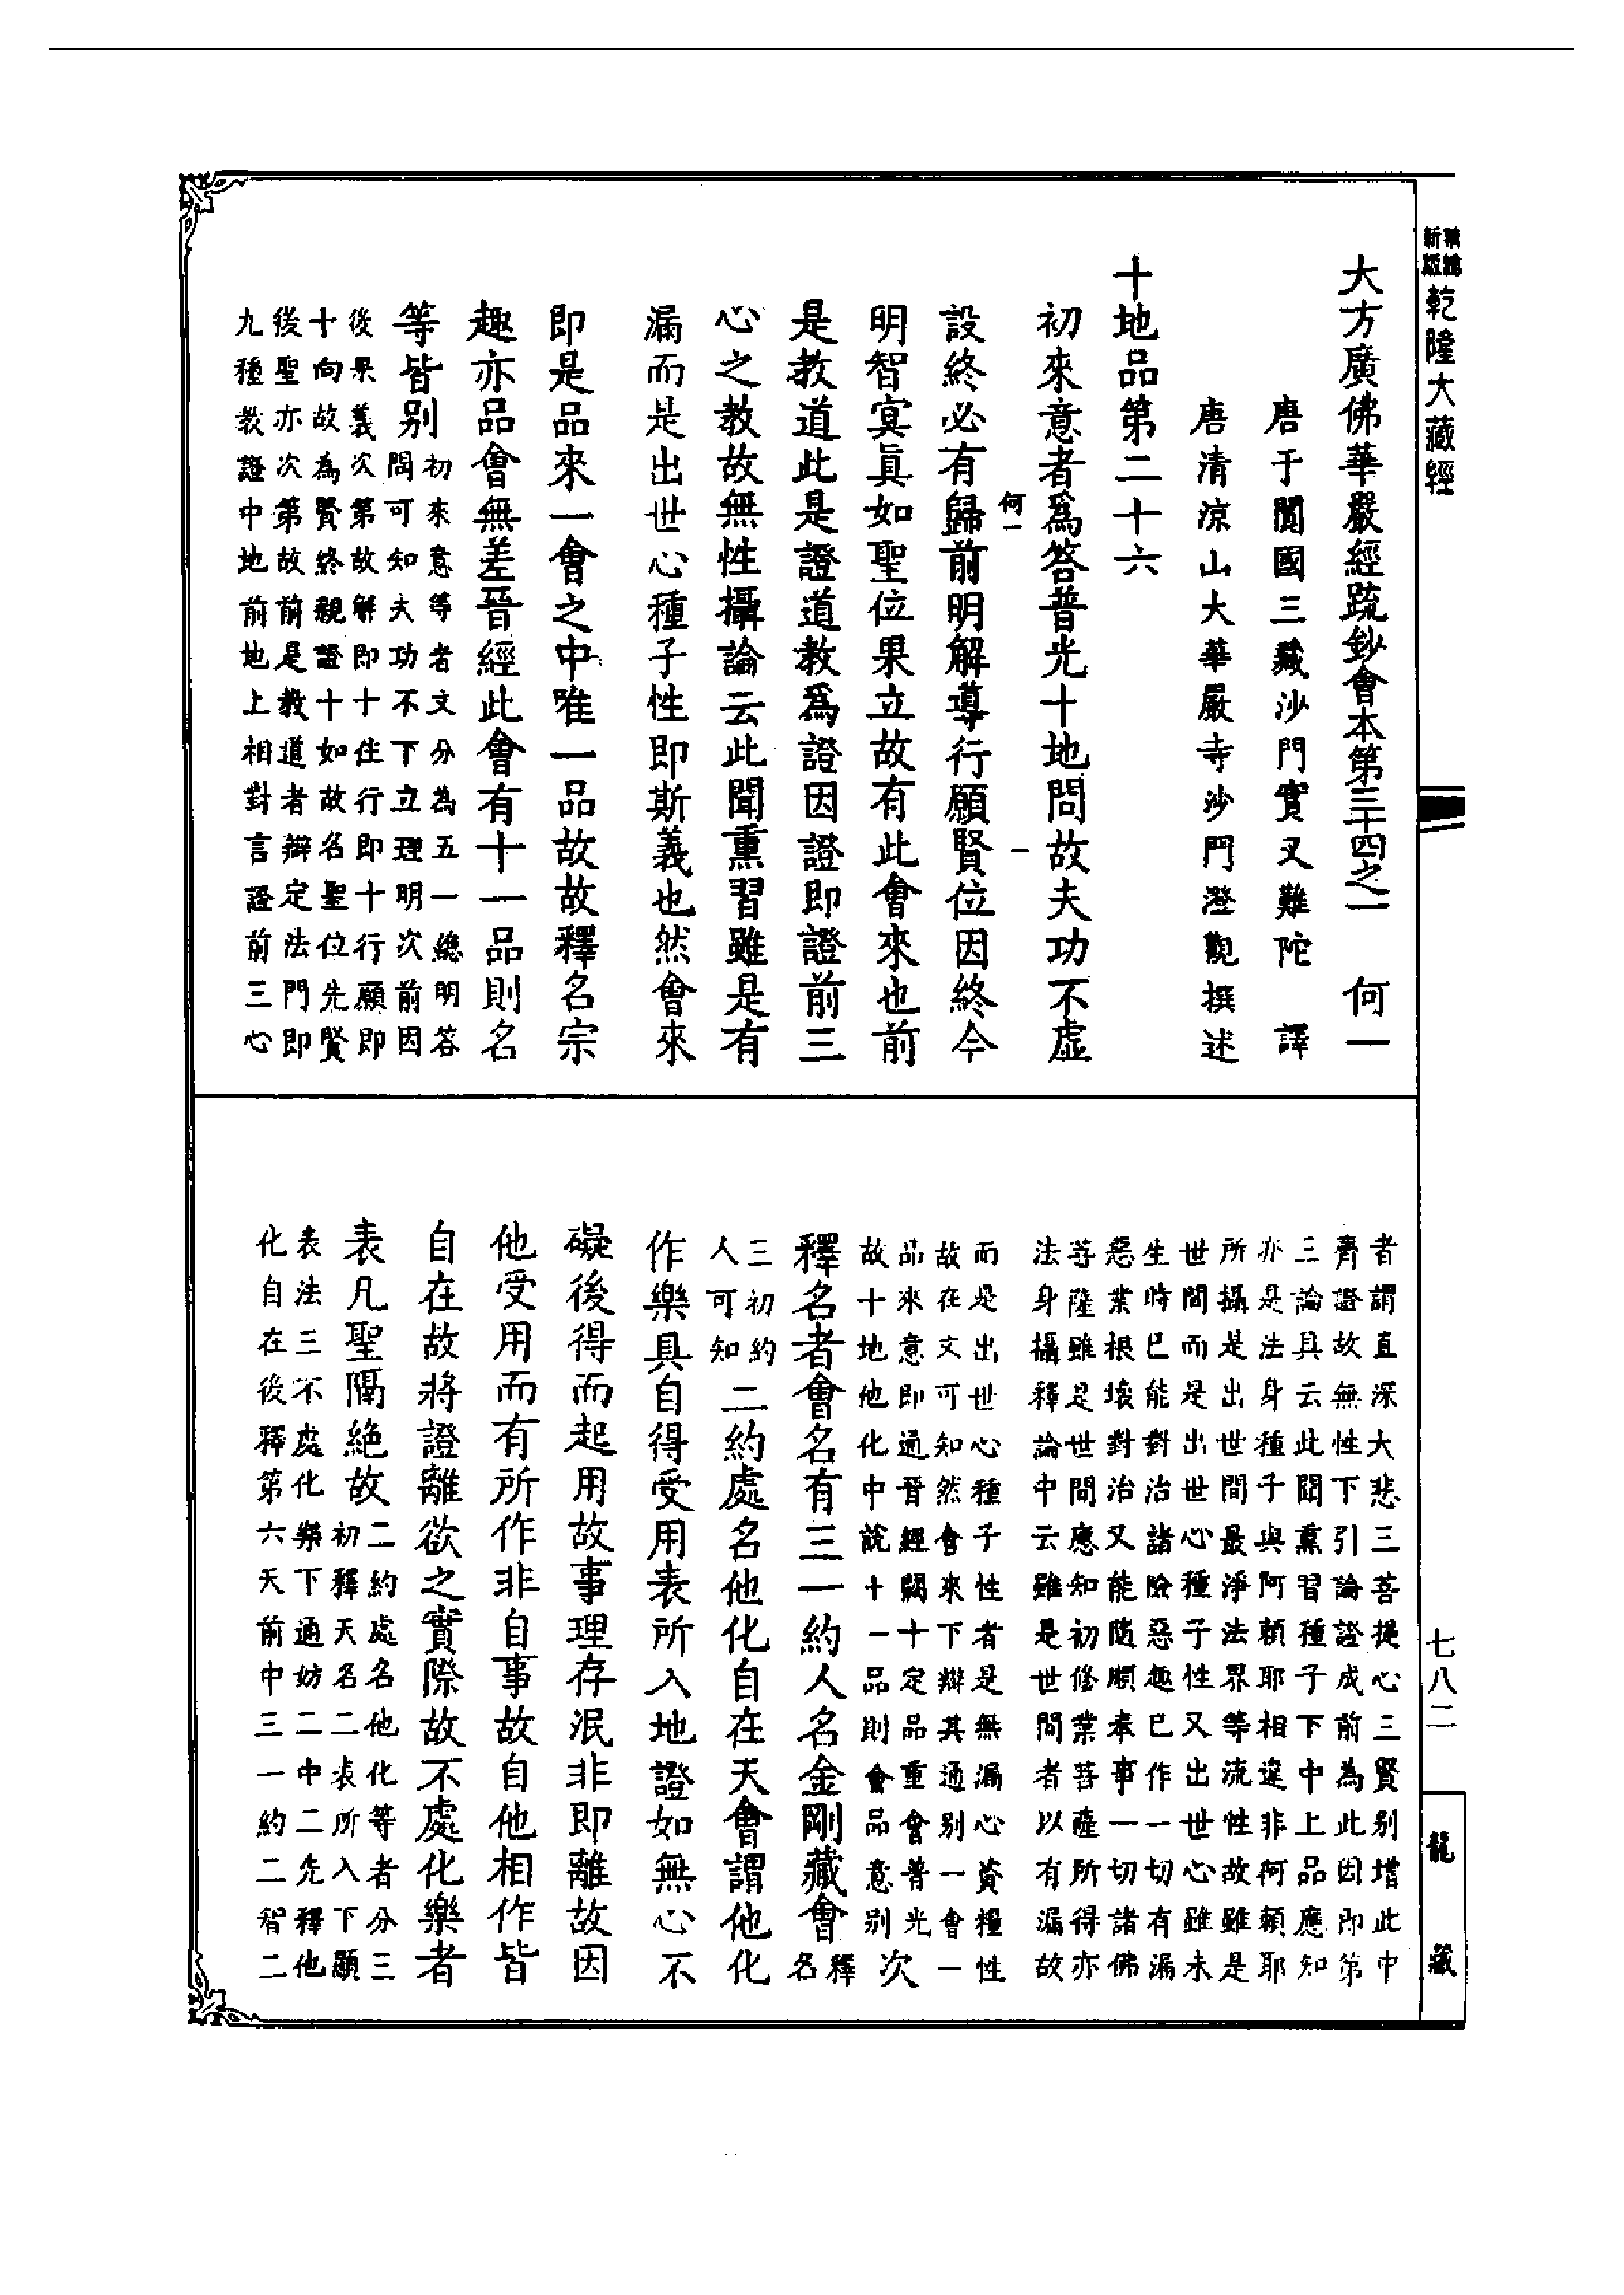 新版
精縮
乾隆大藏經
大方廣佛華嚴經疏鈔會本第三十四之一　何一
唐于闐國三藏沙門實叉難陀　譯
唐清涼山大華嚴寺沙門澄觀撰述
十地品第二十六
初來意者爲答普光十地問故夫功不虛
何一　一
設終必有歸前明解導行願賢位因終今
明智冥眞如聖位果立故有此會來也前
是教道此是證道教爲證因證即證前三
心之教故無性攝論云此聞熏習雖是有
漏而是出世心種子性即斯義也然會來
即是品來一會之中唯一品故故釋名宗
趣亦品會無差晉經此會有十一品則名
等皆別
初來意等者文分為五一總明答
問可知夫功不下立理明次前因
後果義次第故解即十住行即十行願即
十向故為賢終親證十如故名聖位先賢
後聖亦次第故前是教道者辯定法門即
九種教證中地前地上相對言證前三心
者謂直深大悲三菩提心三賢別增此中
齊證故無性下引論證成前為此因即第
三論具云此聞熏習種子下中上品應知
亦是法身種子與阿賴耶相違非阿賴耶
所攝是出世間最淨法界等流性故雖是
世間而是出世心種子性又出世心雖未
生時已能對治諸險惡趣已作一切有漏
惡業根壞對治又能隨順奉事一切諸佛
等薩雖是世間應知初修業菩薩所得亦
法身攝釋論中云雖是世間者以有漏故
而是出世心種子性者是無漏心資糧性
故在文可知然會來下辯其通別一會一
品來意即通晉經闕十定品重會普光
故十地他化中說十一品則會品意別
次
釋名者會名有三一約人名金剛藏會
釋名
三初約
人可知
二約處名他化自在天會謂他化
作樂具自得受用表所入地證如無心不
礙後得而起用故事理存泯非即離故因
他受用而有所作非自事故自他相作皆
自在故將證離欲之實際故不處化樂者
表凡聖隔絶故
二約處名他化等者分三
初釋天名二表所入下顯
表法三不處化樂下通妨二中二先釋他
化自在後釋第六天前中三一約二智二
七八二
龍藏